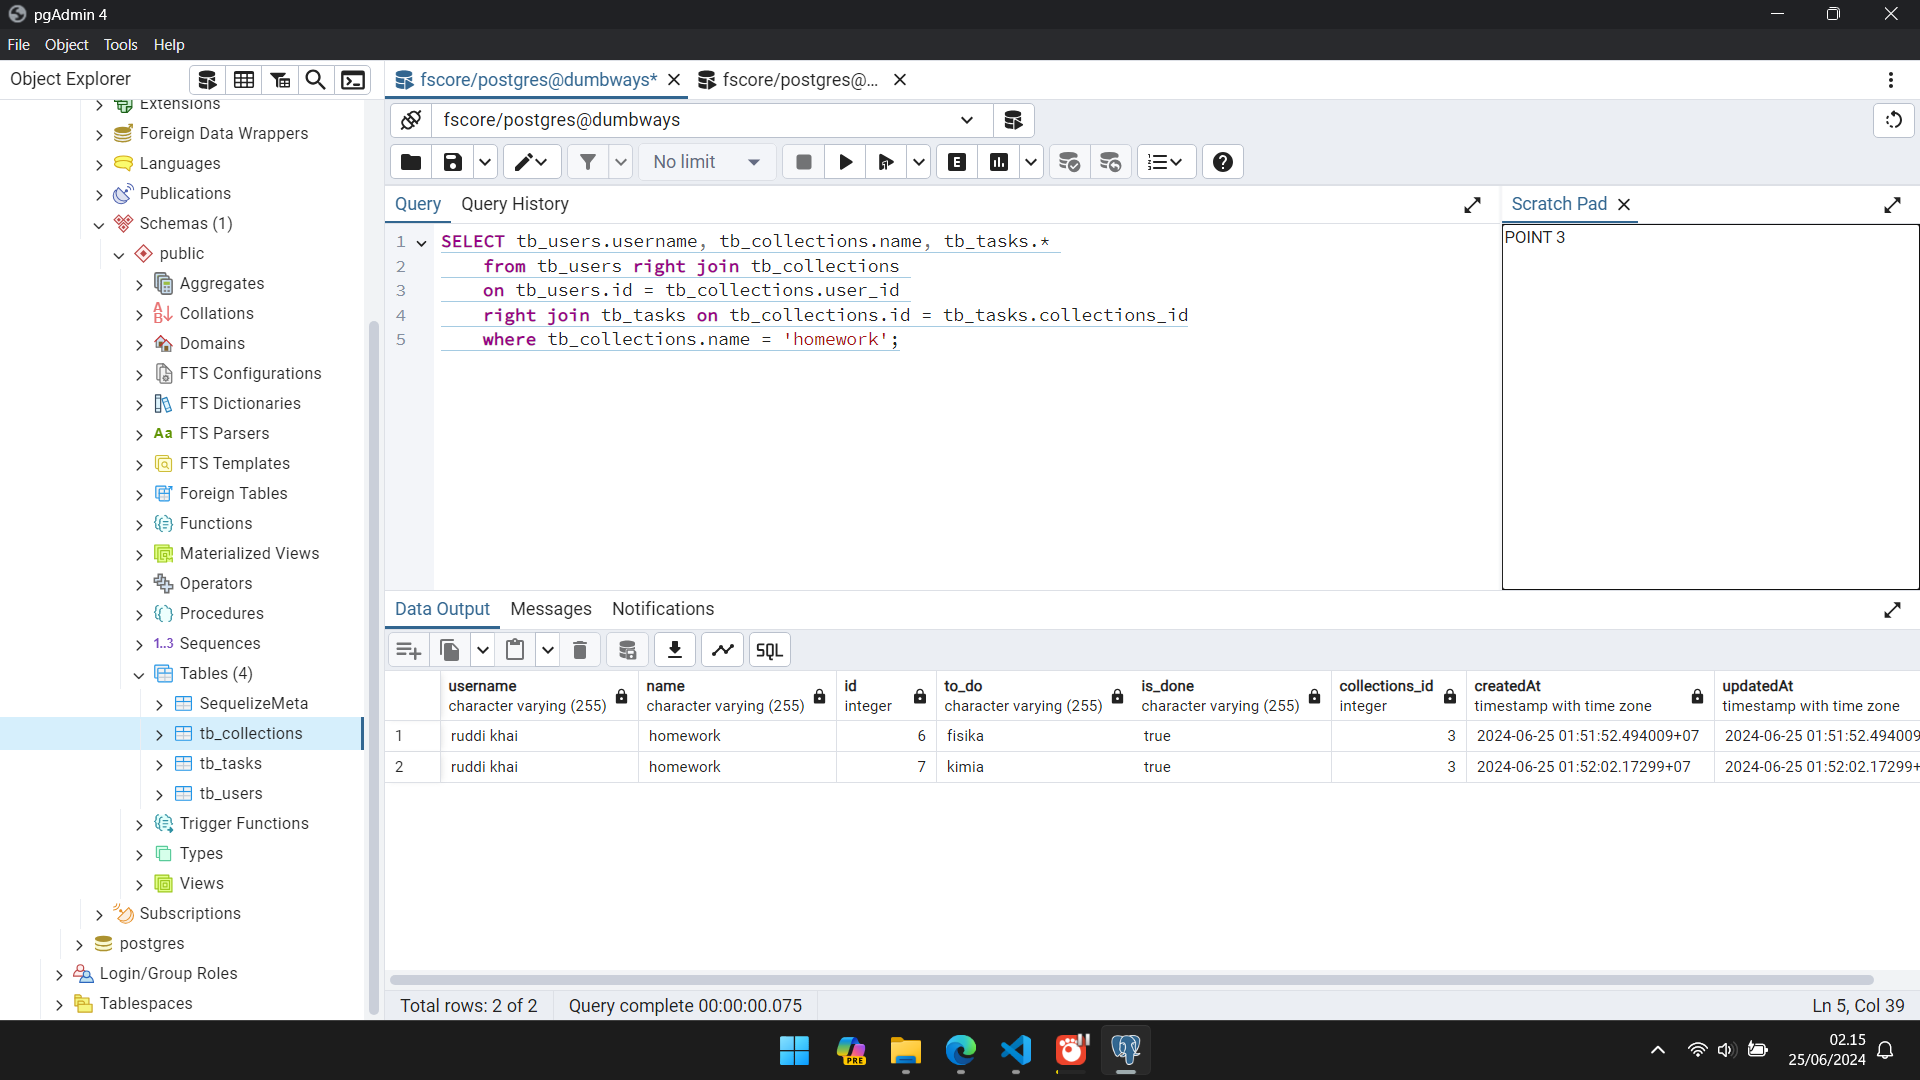 pgAdmin 4
File Object Tools Help
Object Explorer
fscore/postgres@dumbways*
fscore/postgres@...
Extensions
Foreign Data Wrappers
Languages
Publications
Schemas (1)
public
Aggregates
Collations
Domains
FTS Configurations
FTS Dictionaries
Aa FTS Parsers
FTS Templates
Foreign Tables
Functions
Materialized Views
Operators
Procedures
1..3 Sequences
Tables (4)
SequelizeMeta
tb_collections
tb_tasks
tb_users
Trigger Functions
Types
Views
Subscriptions
postgres
Login/Group Roles
Tablespaces
fscore/postgres@dumbways
No limit
E
Query Query History
1 SELECT tb_users.username, tb_collections.name, tb_tasks.*
2 from tb_users right join tb_collections
3 on tb_users.id = tb_collections.user_id
4 right join tb_tasks on tb_collections.id = tb_tasks.collections_id
5 where tb_collections.name = 'homework';
Scratch Pad
POINT 3
Data Output Messages Notifications
SQL
username name id to_do is_done collections_id createdAt updatedAt
character varying (255) character varying (255) integer character varying (255) character varying (255) integer timestamp with time zone timestamp with time zone
1 ruddi khai homework 6 fisika true 3 2024-06-25 01:51:52.494009+07 2024-06-25 01:51:52.494009
2 ruddi khai homework 7 kimia true 3 2024-06-25 01:52:02.17299+07 2024-06-25 01:52:02.17299+
Total rows: 2 of 2 Query complete 00:00:00.075 Ln 5, Col 39
PRE
02.15
25/06/2024